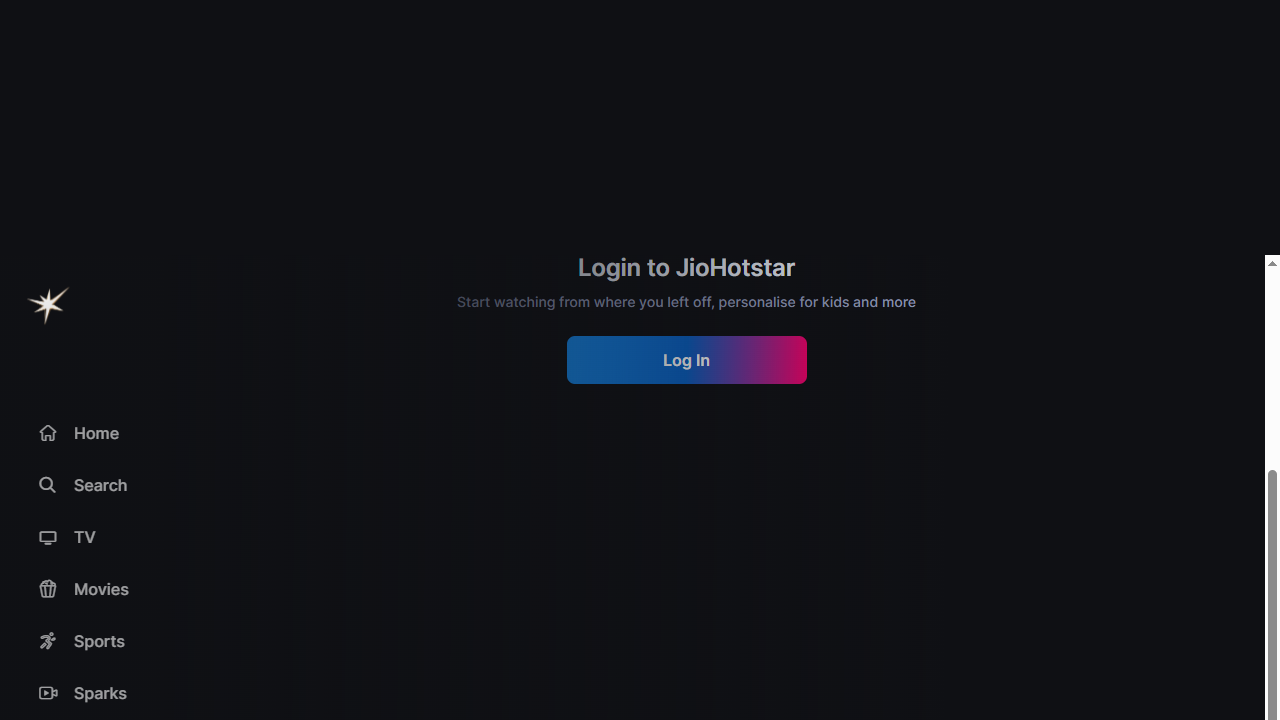 Login to JioHotstar
Start watching from where you left off, personalise for kids and more
Log In
Home
Search
TV
Movies
Sports
Sparks